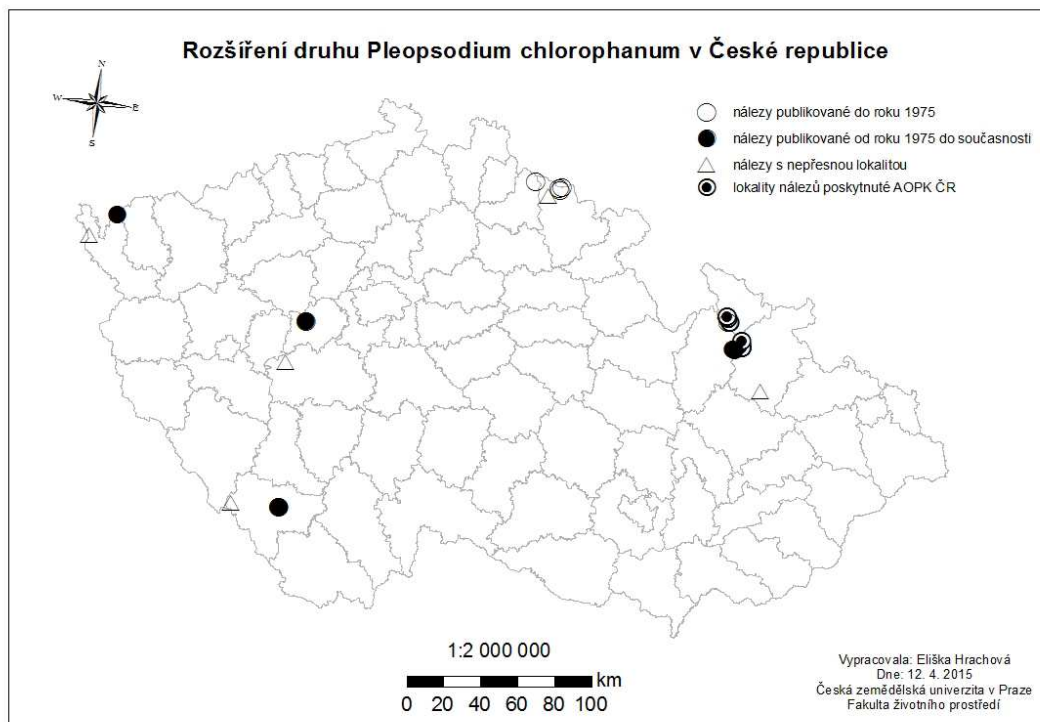 Rozšíření druhu Pleopsodium chlorophanum v České republice
N
W E
S
nálezy publikované do roku 1975
nálezy publikované od roku 1975 do současnosti
nálezy s nepřesnou lokalitou
lokality nálezů poskytnuté AOPK ČR
1:2 000 000
km
0 20 40 60 80 100
Vypracovala: Eliška Hrachová
Dne: 12. 4. 2015
Česká zemědělská univerzita v Praze
Fakulta životního prostředí